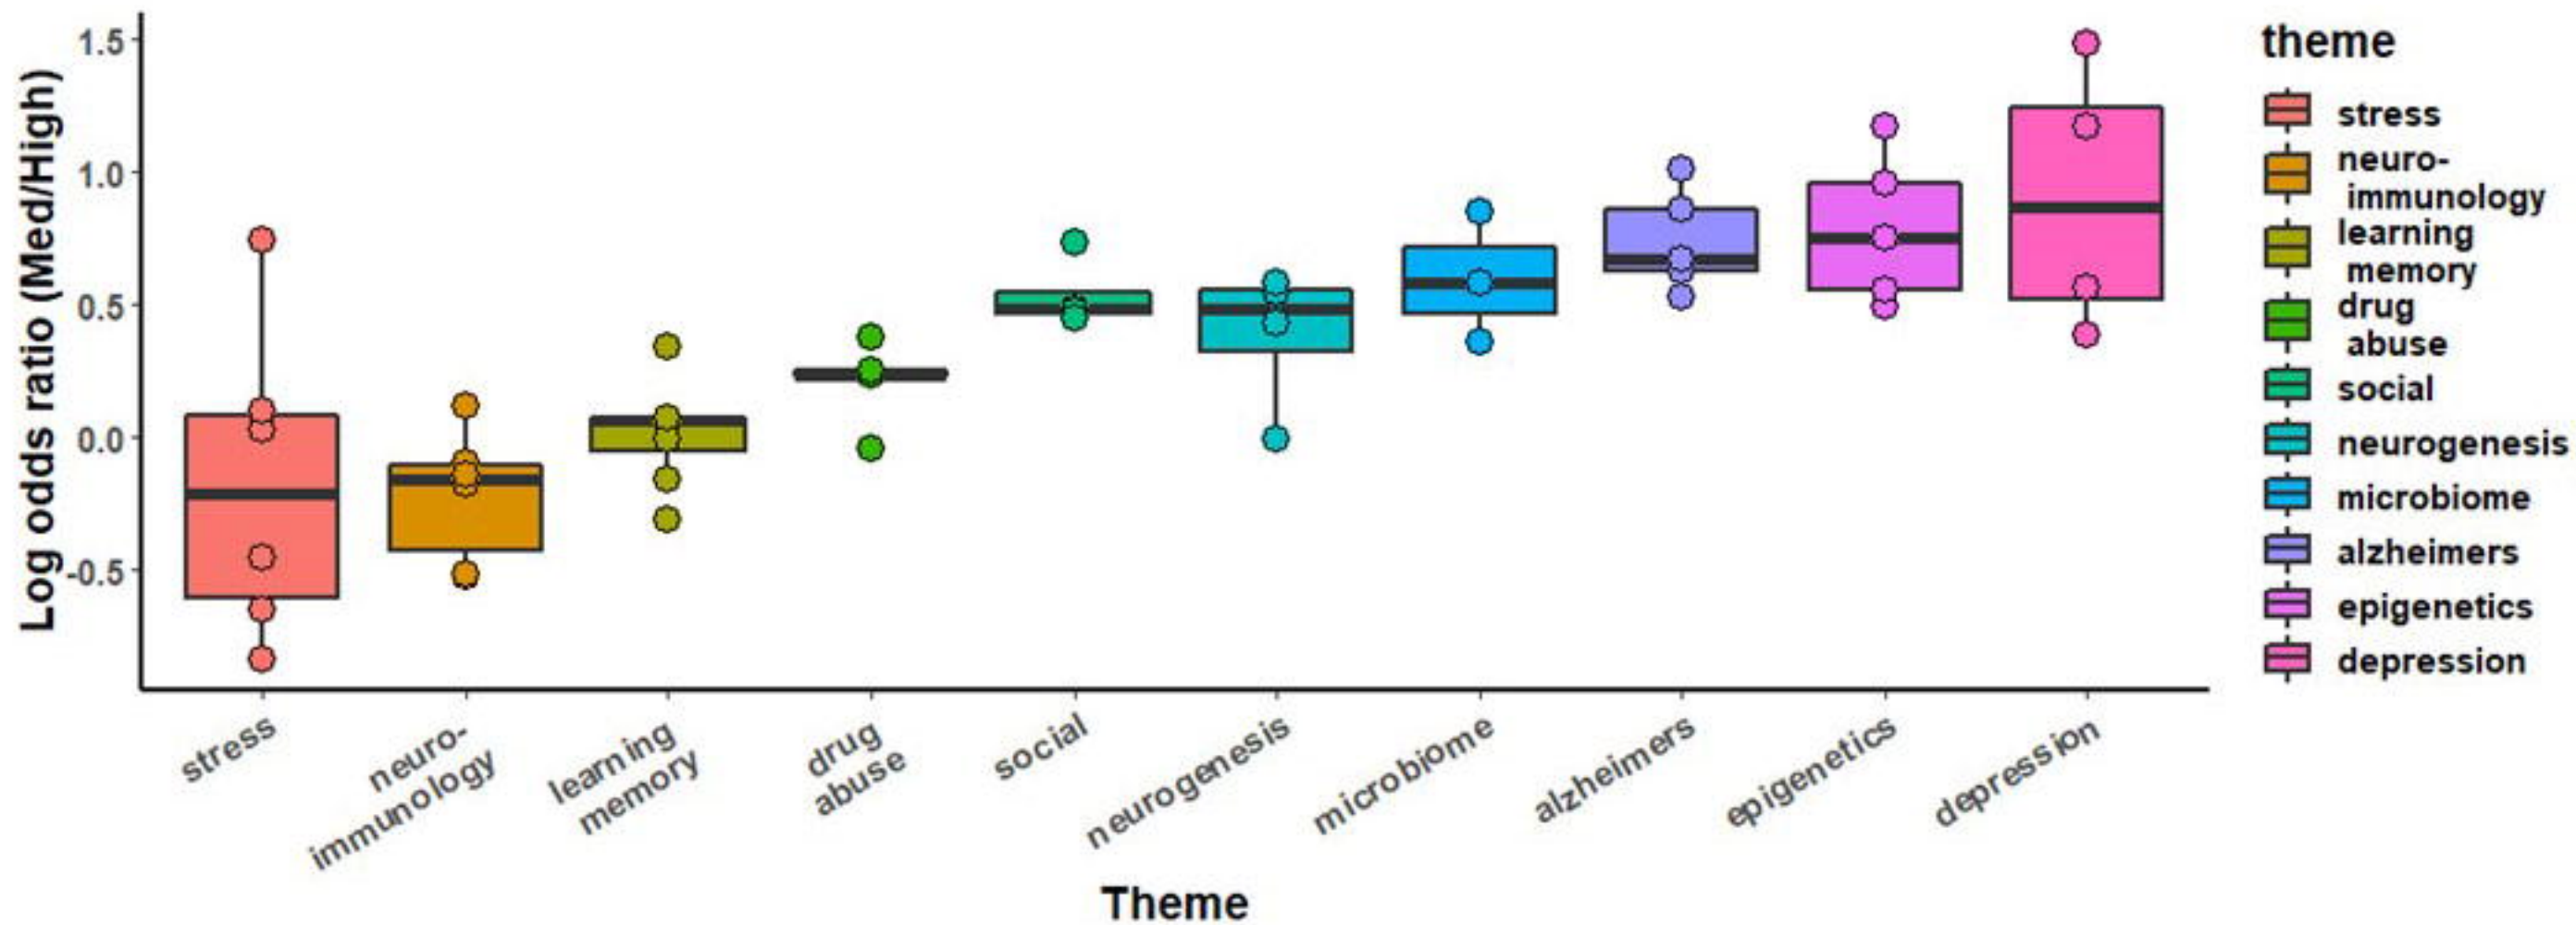 Log odds ratio (Med/High)
1.5
1.0
0.5
0.0
-0.5
stress
neuro-
immunology
learning
memory
drug
abuse
social
neurogenesis
microbiome
alzheimers
epigenetics
depression
Theme
theme
stress
neuro-
immunology
learning
memory
drug
abuse
social
neurogenesis
microbiome
alzheimers
epigenetics
depression